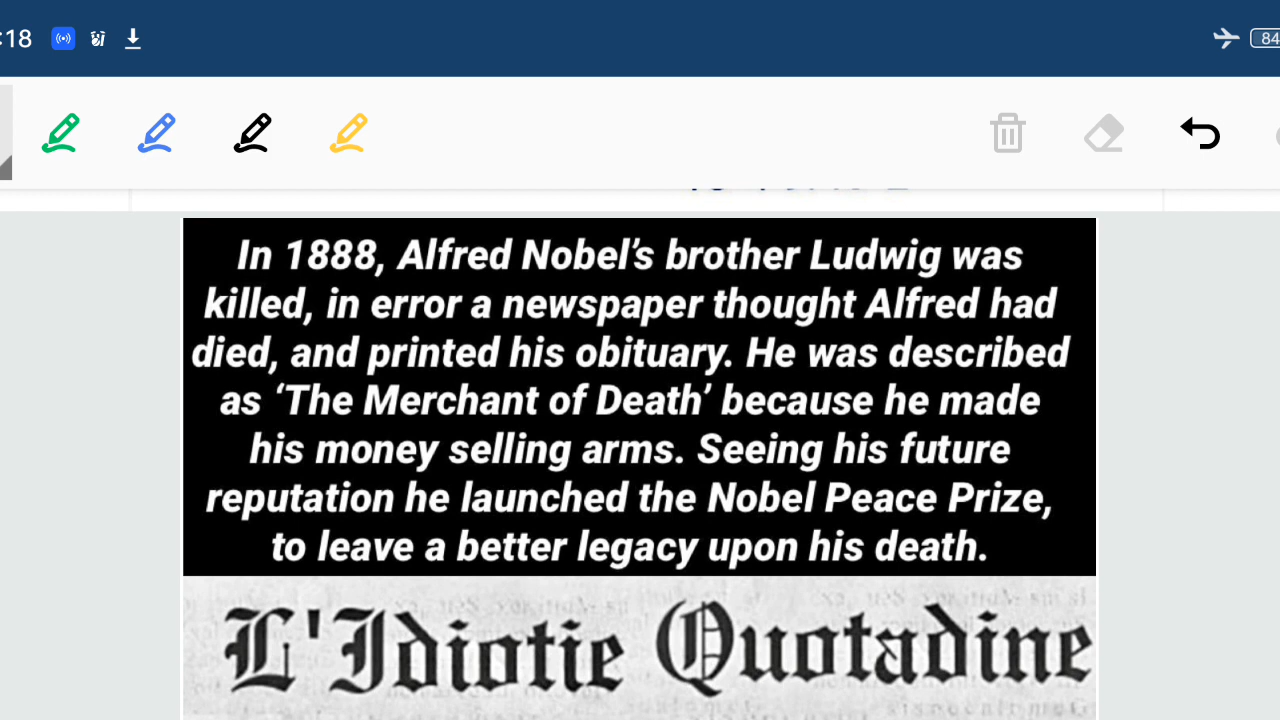 :18
84
In 1888, Alfred Nobel’s brother Ludwig was
killed, in error a newspaper thought Alfred had
died, and printed his obituary. He was described
as ‘The Merchant of Death’ because he made
his money selling arms. Seeing his future
reputation he launched the Nobel Peace Prize,
to leave a better legacy upon his death.
L'Idiotie Quotadine